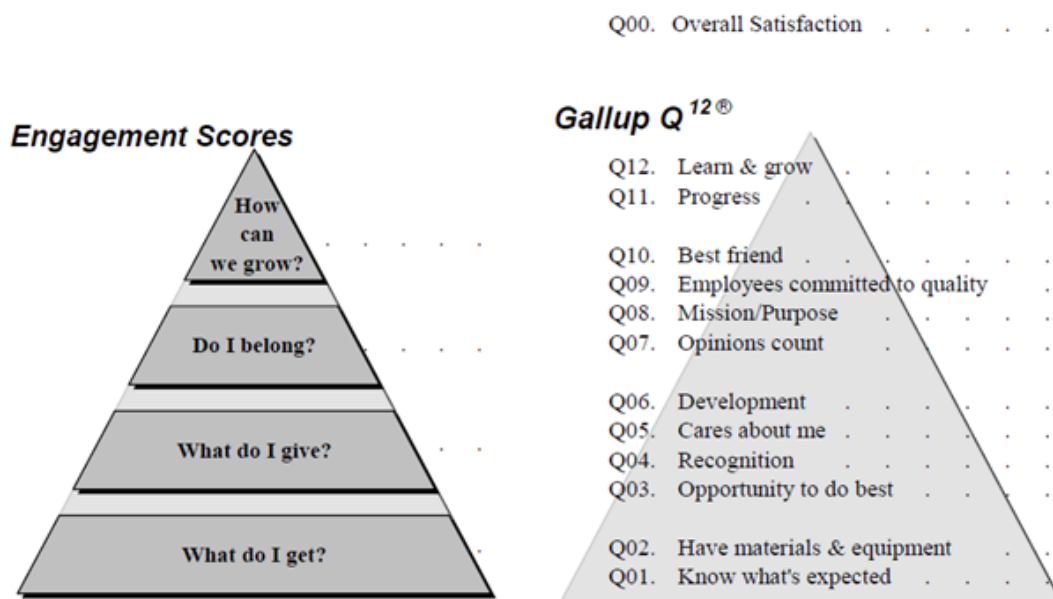 Q00. Overall Satisfaction . . . . .
Engagement Scores
How
can
we grow?
Do I belong?
What do I give?
What do I get?
Gallup Q 12®
Q12. Learn & grow . . . . . .
Q11. Progress . . . . . . .
Q10. Best friend . . . . . . .
Q09. Employees committed to quality .
Q08. Mission/Purpose . . . . .
Q07. Opinions count . . . . .
Q06. Development . . . . . .
Q05. Cares about me . . . . . .
Q04. Recognition . . . . . .
Q03. Opportunity to do best . . . .
Q02. Have materials & equipment . .
Q01. Know what's expected . . . .